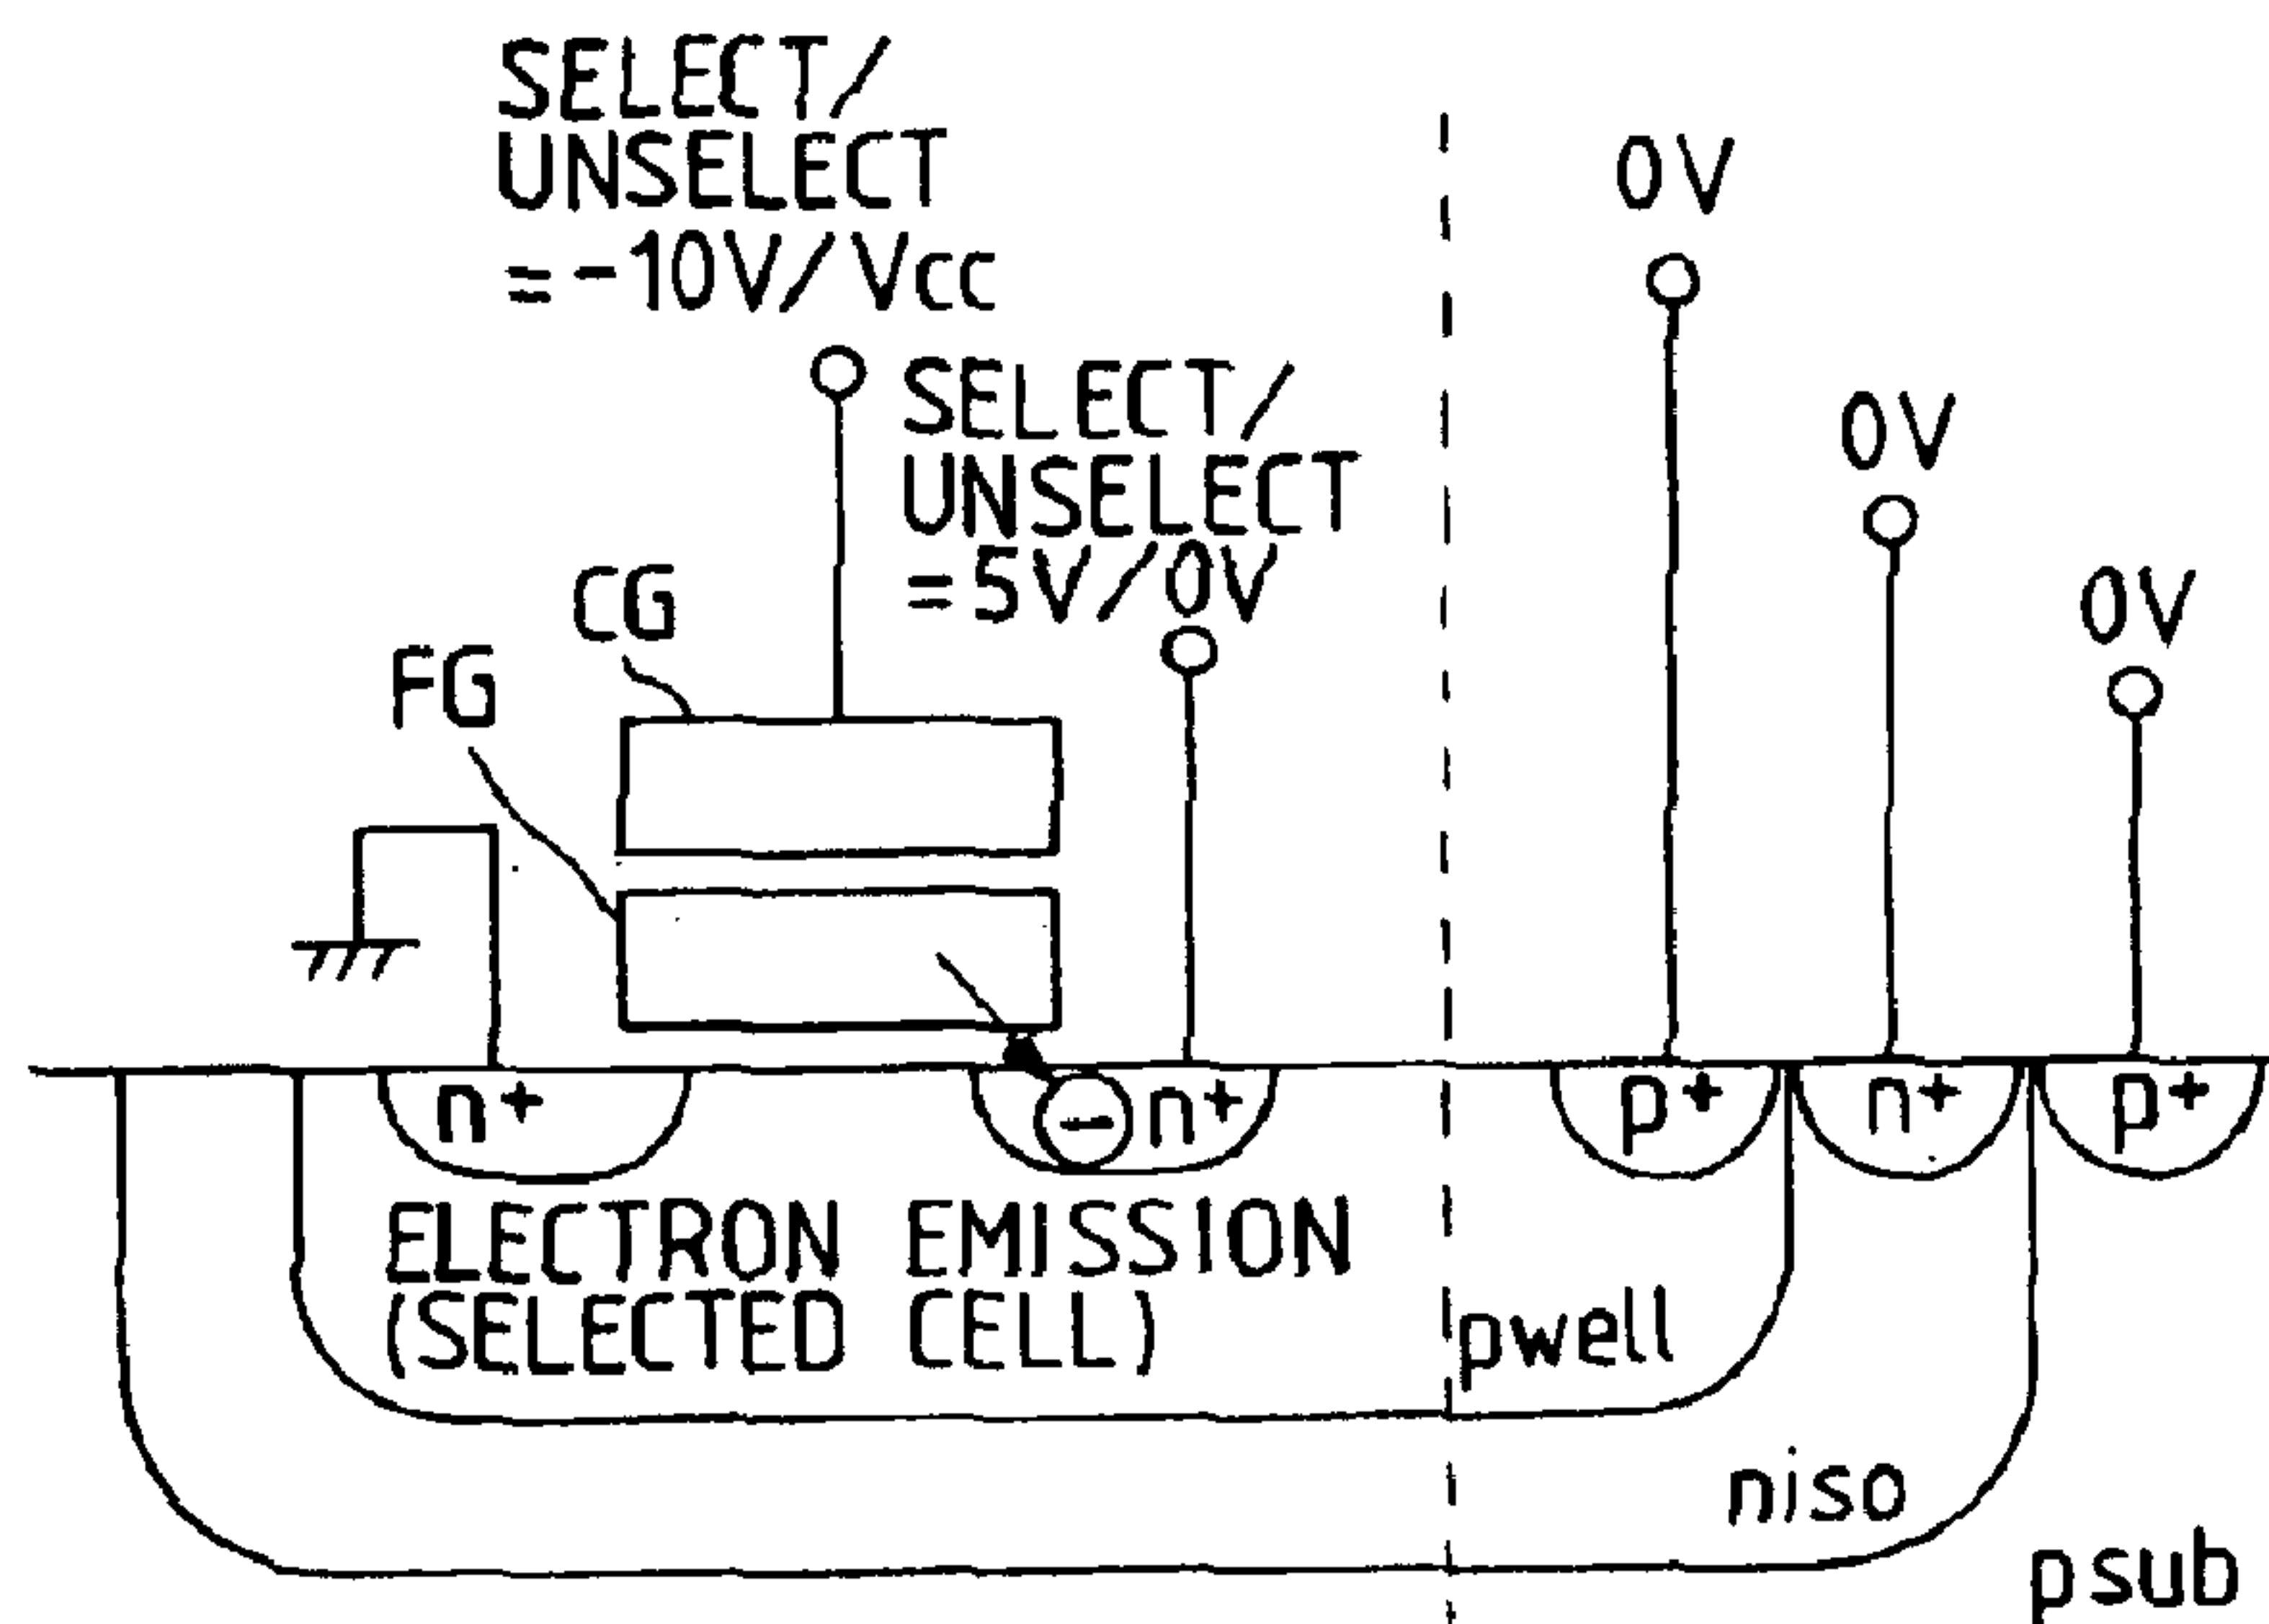 SELECT/
UNSELECT
=-10V/Vcc
SELECT/
UNSELECT
=5V/0V
0V
0V
0V
CG
FG
n+
⊖ n+
p+
n+
p+
ELECTRON EMISSION
(SELECTED CELL)
pwell
niso
psub